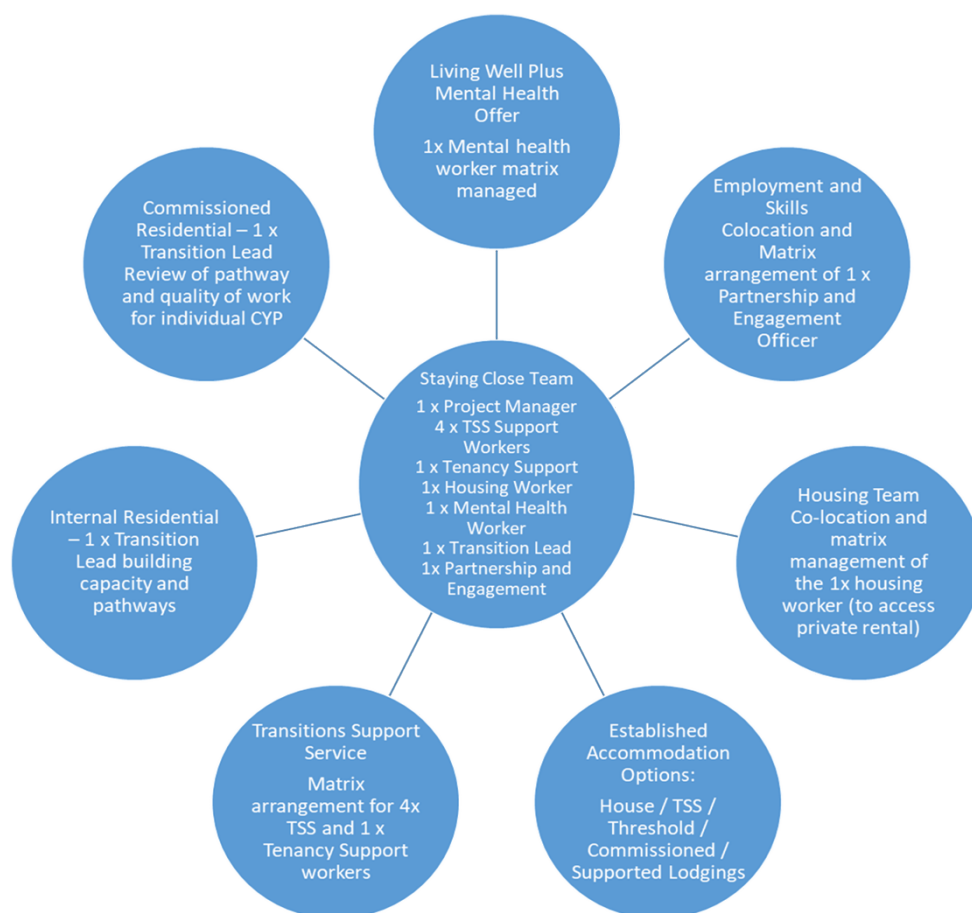 Living Well Plus
Mental Health
Offer
1x Mental health
worker matrix
managed
Employment and
Skills
Colocation and
Matrix
arrangement of 1 x
Partnership and
Engagement
Officer
Housing Team
Co-location and
matrix
management of
the 1x housing
worker (to access
private rental)
Established
Accommodation
Options:
House / TSS /
Threshold /
Commissioned /
Supported Lodgings
Transitions Support
Service
Matrix
arrangement for 4x
TSS and 1 x
Tenancy Support
workers
Internal Residential
– 1 x Transition
Lead building
capacity and
pathways
Commissioned
Residential – 1 x
Transition Lead
Review of pathway
and quality of work
for individual CYP
Staying Close Team
1 x Project Manager
4 x TSS Support
Workers
1 x Tenancy Support
1x Housing Worker
1 x Mental Health
Worker
1 x Transition Lead
1x Partnership and
Engagement